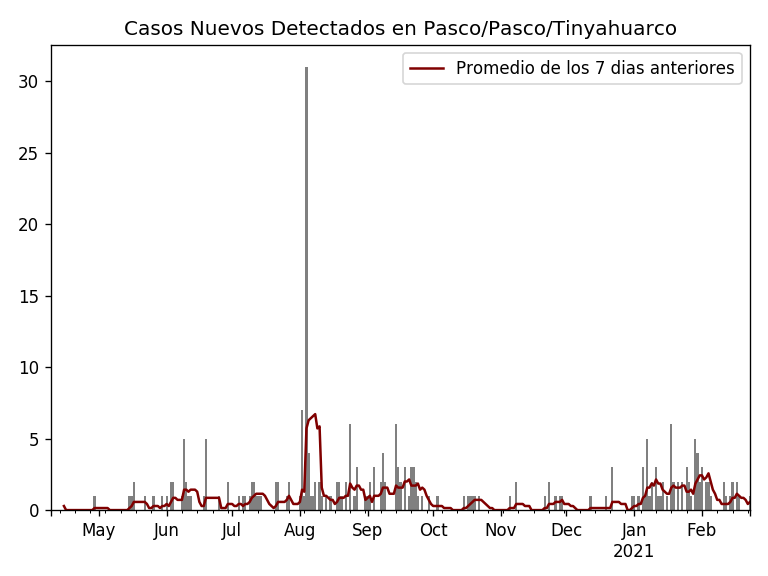 Casos Nuevos Detectados en Pasco/Pasco/Tinyahuarco
Promedio de los 7 dias anteriores
30
25
20
15
10
5
0
May Jun Jul Aug Sep Oct Nov Dec Jan Feb
2021